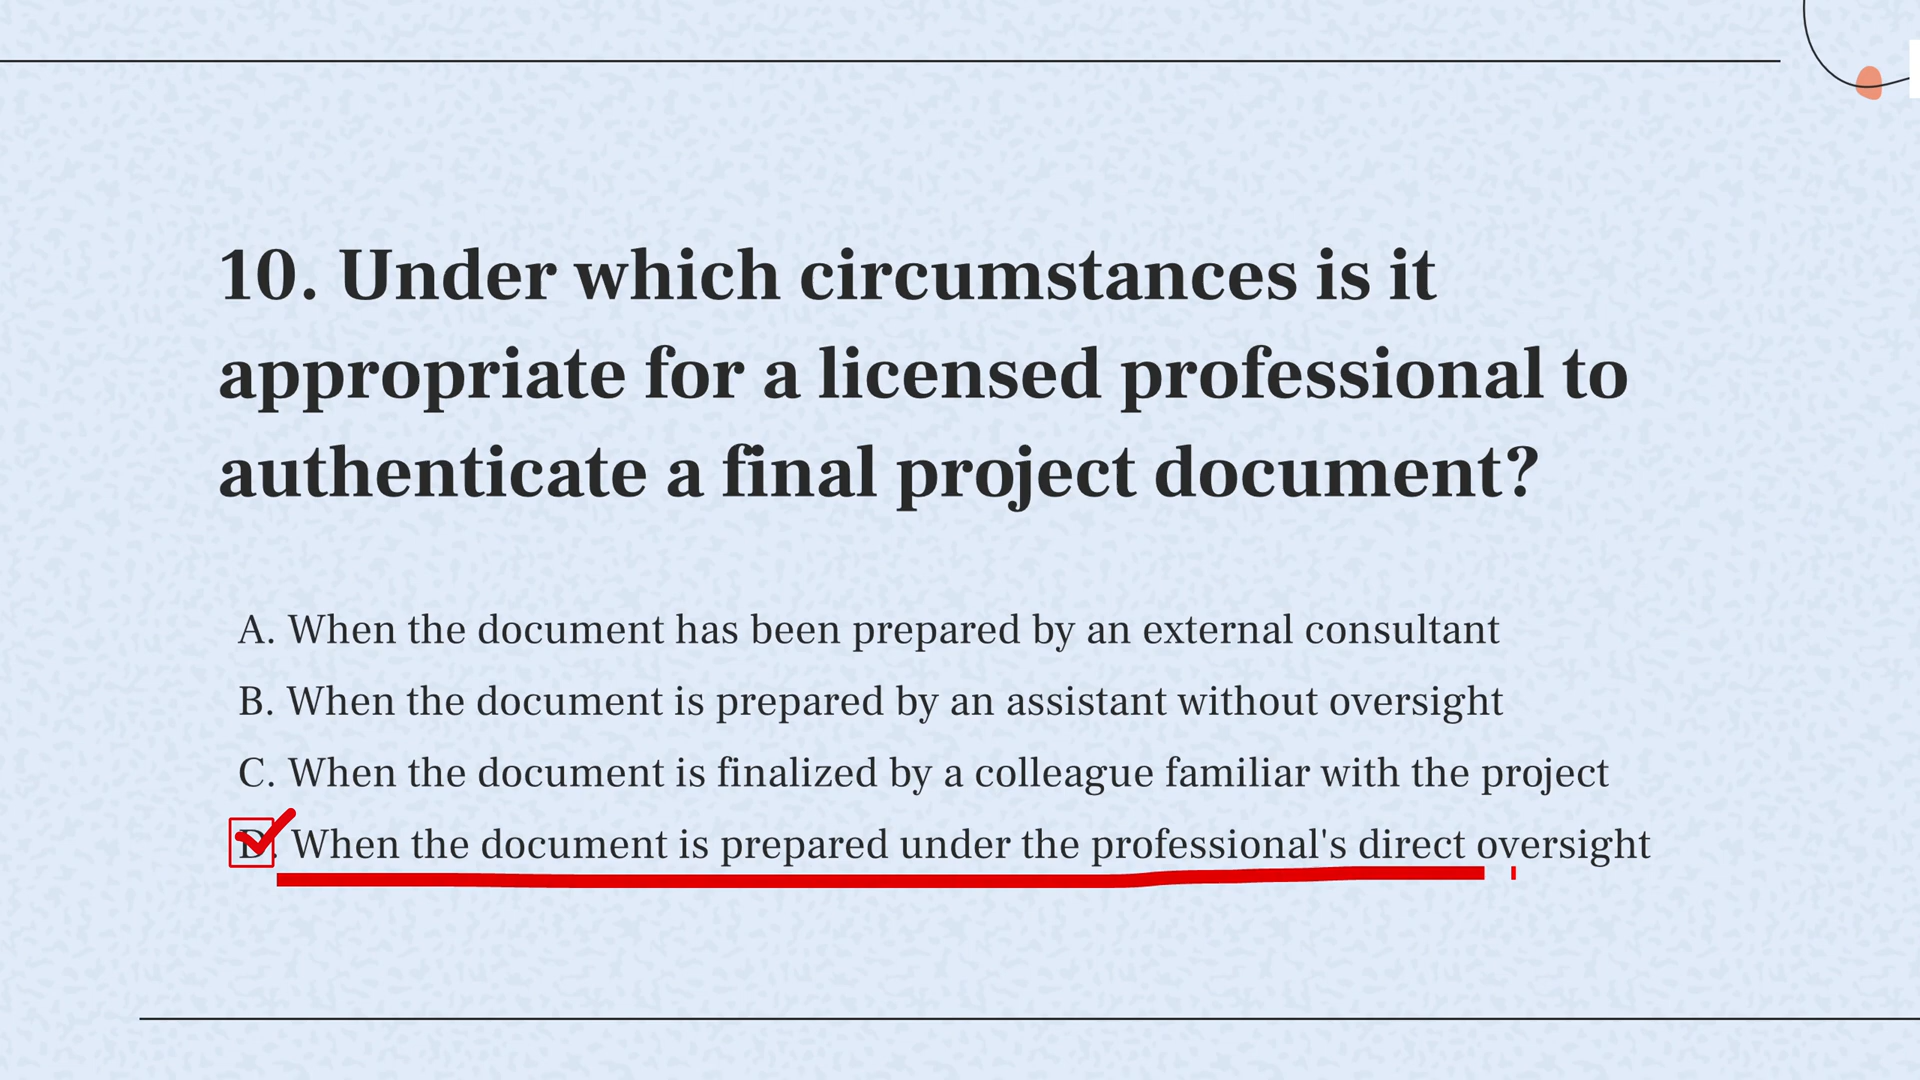 10. Under which circumstances is it
appropriate for a licensed professional to
authenticate a final project document?
A. When the document has been prepared by an external consultant
B. When the document is prepared by an assistant without oversight
C. When the document is finalized by a colleague familiar with the project
D. When the document is prepared under the professional's direct oversight